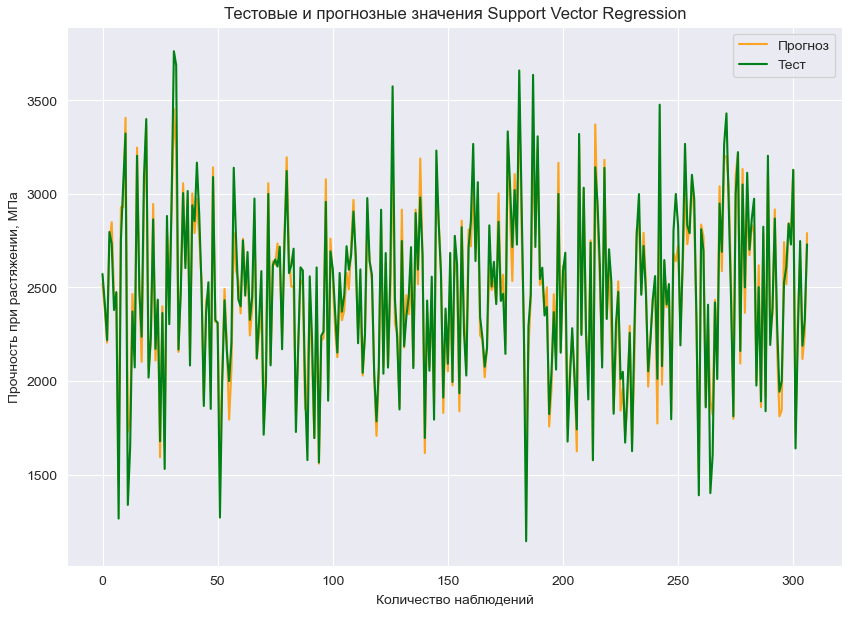 Тестовые и прогнозные значения Support Vector Regression
Прогноз
Тест
Прочность при растяжении, МПа
3500
3000
2500
2000
1500
0 50 100 150 200 250 300
Количество наблюдений